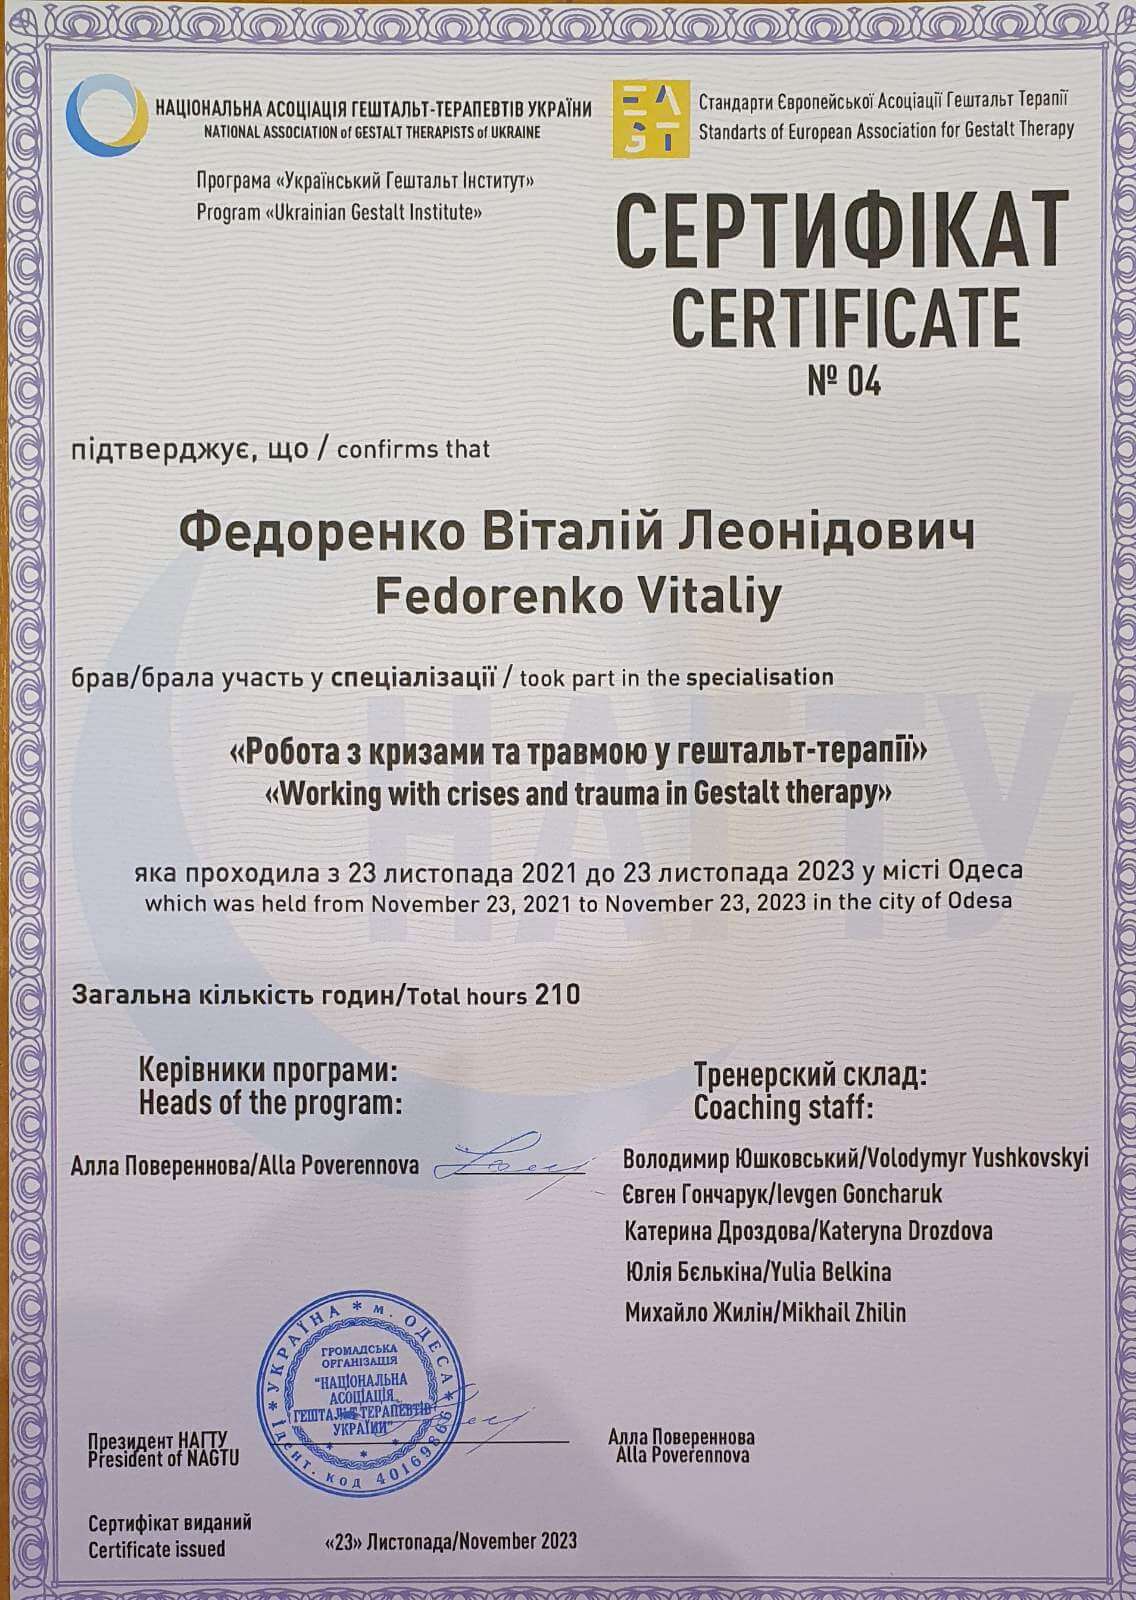 НАЦІОНАЛЬНА АСОЦІАЦІЯ ГЕШТАЛЬТ-ТЕРАПЕВТІВ УКРАЇНИ
NATIONAL ASSOCIATION of GESTALT THERAPISTS of UKRAINE
Програма «Український Гештальт Інститут»
Program «Ukrainian Gestalt Institute»
EA
GT
Стандарти Європейської Асоціації Гештальт Терапії
Standarts of European Association for Gestalt Therapy
СЕРТИФІКАТ
CERTIFICATE
№ 04
підтверджує, що / confirms that
Федоренко Віталій Леонідович
Fedorenko Vitaliy
брав/брала участь у спеціалізації / took part in the specialisation
НАГТУ
«Робота з кризами та травмою у гештальт-терапії»
«Working with crises and trauma in Gestalt therapy»
яка проходила з 23 листопада 2021 до 23 листопада 2023 у місті Одеса
which was held from November 23, 2021 to November 23, 2023 in the city of Odesa
Загальна кількість годин/Total hours 210
Керівники програми:
Heads of the program:
Алла Повереннова/Alla Poverennova
Тренерский склад:
Coaching staff:
Володимир Юшковський/Volodymyr Yushkovskyi
Євген Гончарук/Ievgen Goncharuk
Катерина Дроздова/Kateryna Drozdova
Юлія Бєлькіна/Yulia Belkina
Михайло Жилін/Mikhail Zhilin
* УКРАЇНА * м. ОДЕСА *
Ідент. код 40169866
ГРОМАДСЬКА
ОРГАНІЗАЦІЯ
"НАЦІОНАЛЬНА
АСОЦІАЦІЯ
ГЕШТАЛЬТ-ТЕРАПЕВТІВ
УКРАЇНИ"
Президент НАГТУ
President of NAGTU
Алла Повереннова
Alla Poverennova
Сертифікат виданий
Certificate issued
«23» Листопада/November 2023